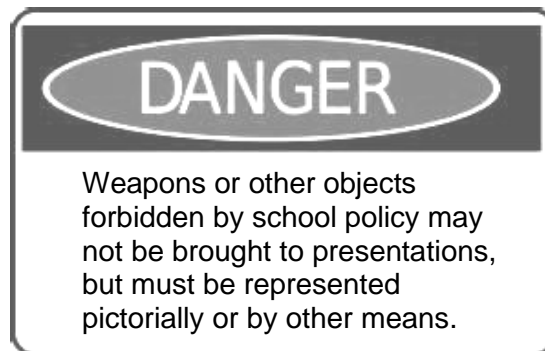 DANGER
Weapons or other objects
forbidden by school policy may
not be brought to presentations,
but must be represented
pictorially or by other means.